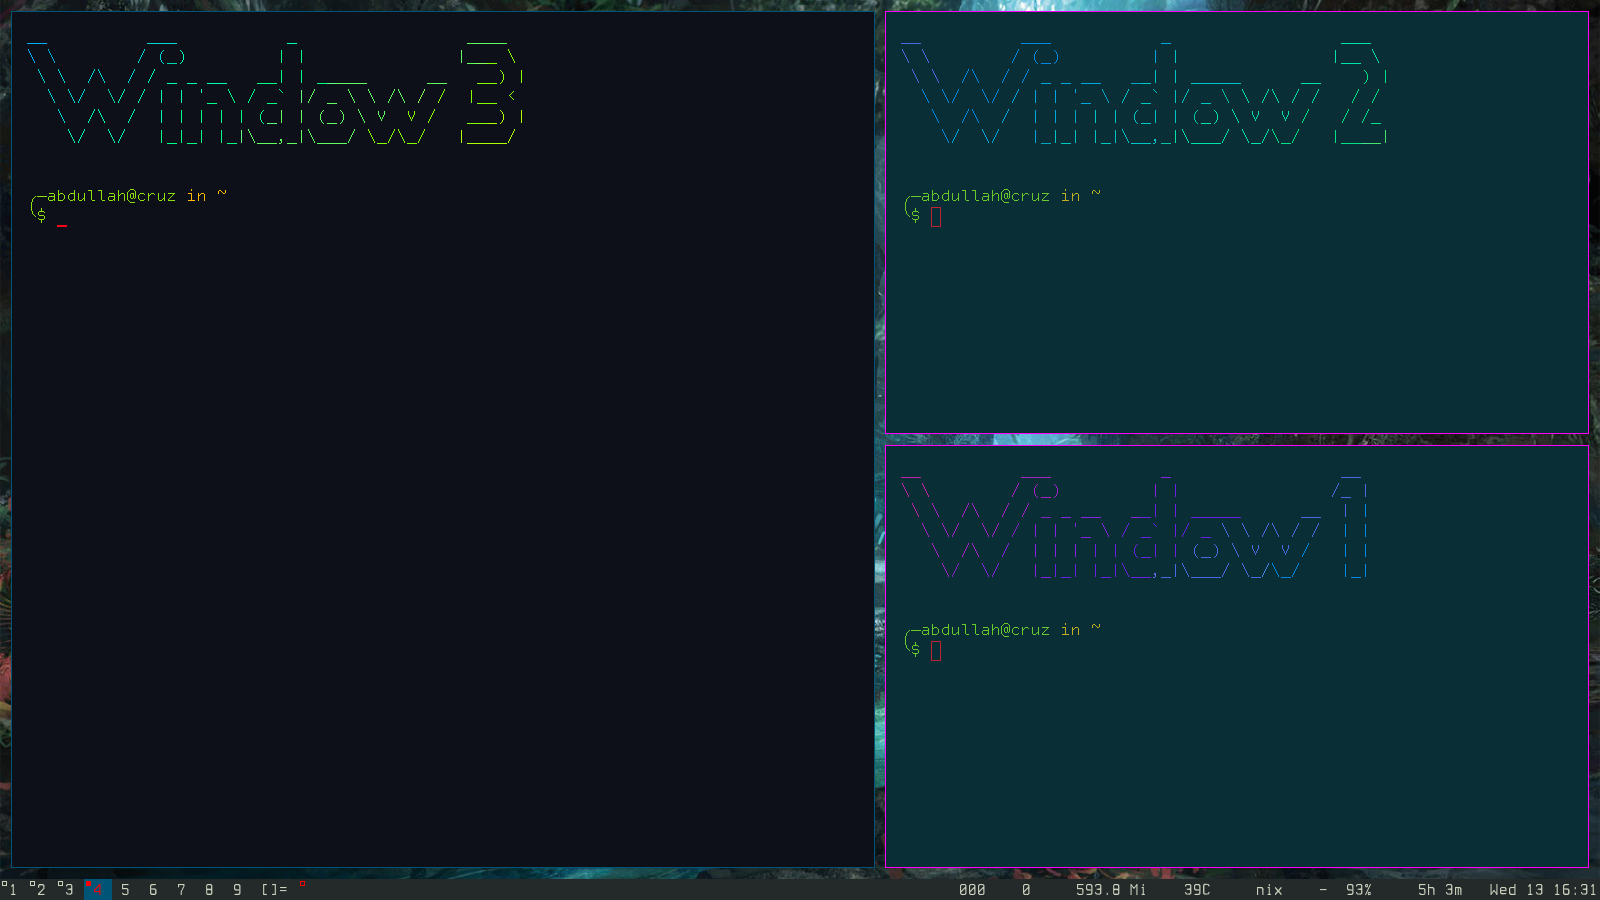 Window 3
abdullah@cruz in ~
$
Window 2
abdullah@cruz in ~
$
Window 1
abdullah@cruz in ~
$
1 2 3 4 5 6 7 8 9 []= 000 0 593.8 Mi 39C nix - 93% 5h 3m Wed 13 16:31